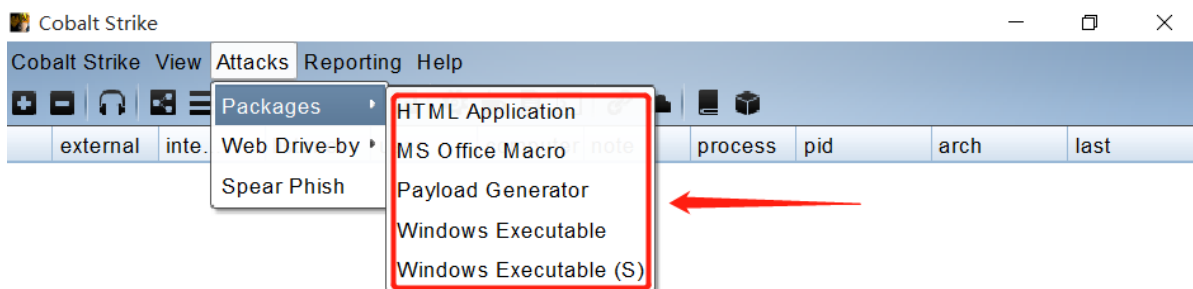 Cobalt Strike
Cobalt Strike View Attacks Reporting Help
Packages
HTML Application
external inte. Web Drive-by MS Office Macro note process pid arch last
Spear Phish
Payload Generator
Windows Executable
Windows Executable (S)